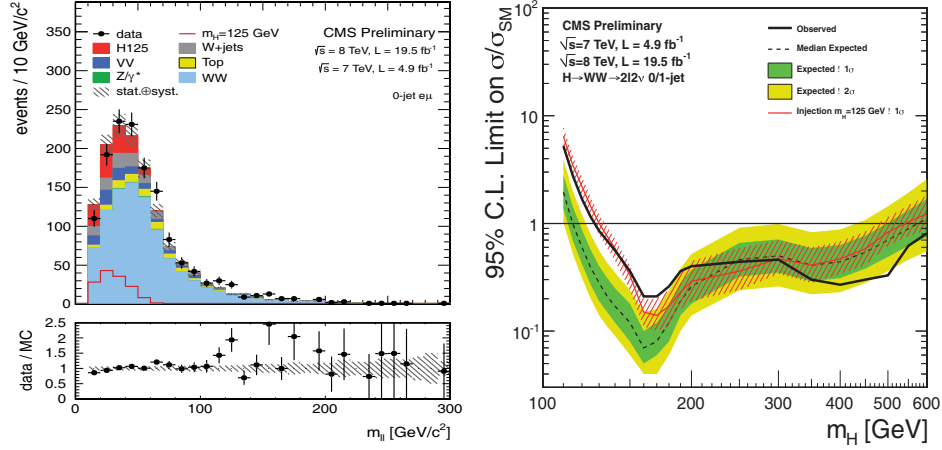 events / 10 GeV/c²
300
250
200
150
100
50
0
H125
VV
Z/γ*
stat.⊕syst.
m_H=125 GeV
W+jets
Top
WW
data
CMS Preliminary
√s = 8 TeV, L = 19.5 fb⁻¹
√s = 7 TeV, L = 4.9 fb⁻¹
0-jet eμ
data / MC
2.5
2
1.5
1
0.5
0
0
100
200
300
m_ll [GeV/c²]
95% C.L. Limit on σ/σ_SM
10²
10
1
10⁻¹
CMS Preliminary
√s=7 TeV, L = 4.9 fb⁻¹
√s=8 TeV, L = 19.5 fb⁻¹
H→WW→2l2ν 0/1-jet
Observed
Median Expected
Expected ! 1σ
Expected ! 2σ
Injection m_H=125 GeV ! 1σ
100
200
300
400
500
600
m_H [GeV]